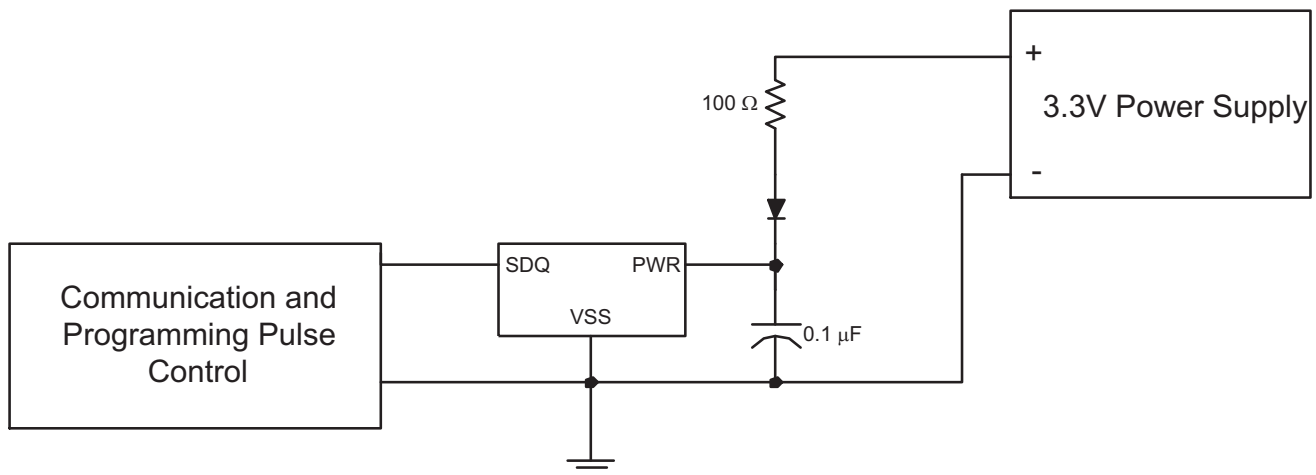 +
100 Ω
3.3V Power Supply
-
SDQ
PWR
VSS
Communication and
Programming Pulse
Control
0.1 μF